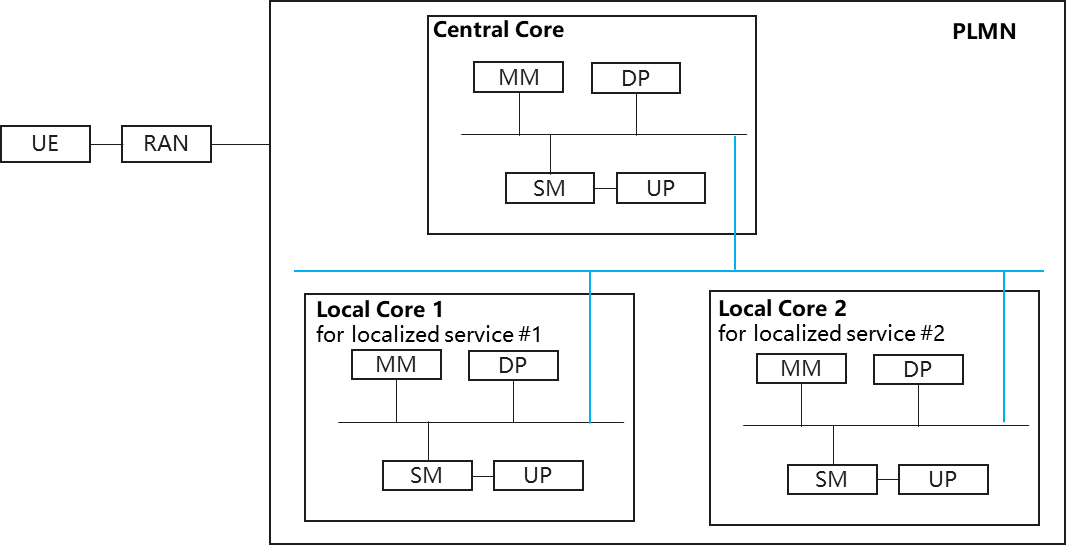 Central Core
PLMN
MM
DP
UE
RAN
SM
UP
Local Core 1
for localized service #1
MM
DP
SM
UP
Local Core 2
for localized service #2
MM
DP
SM
UP